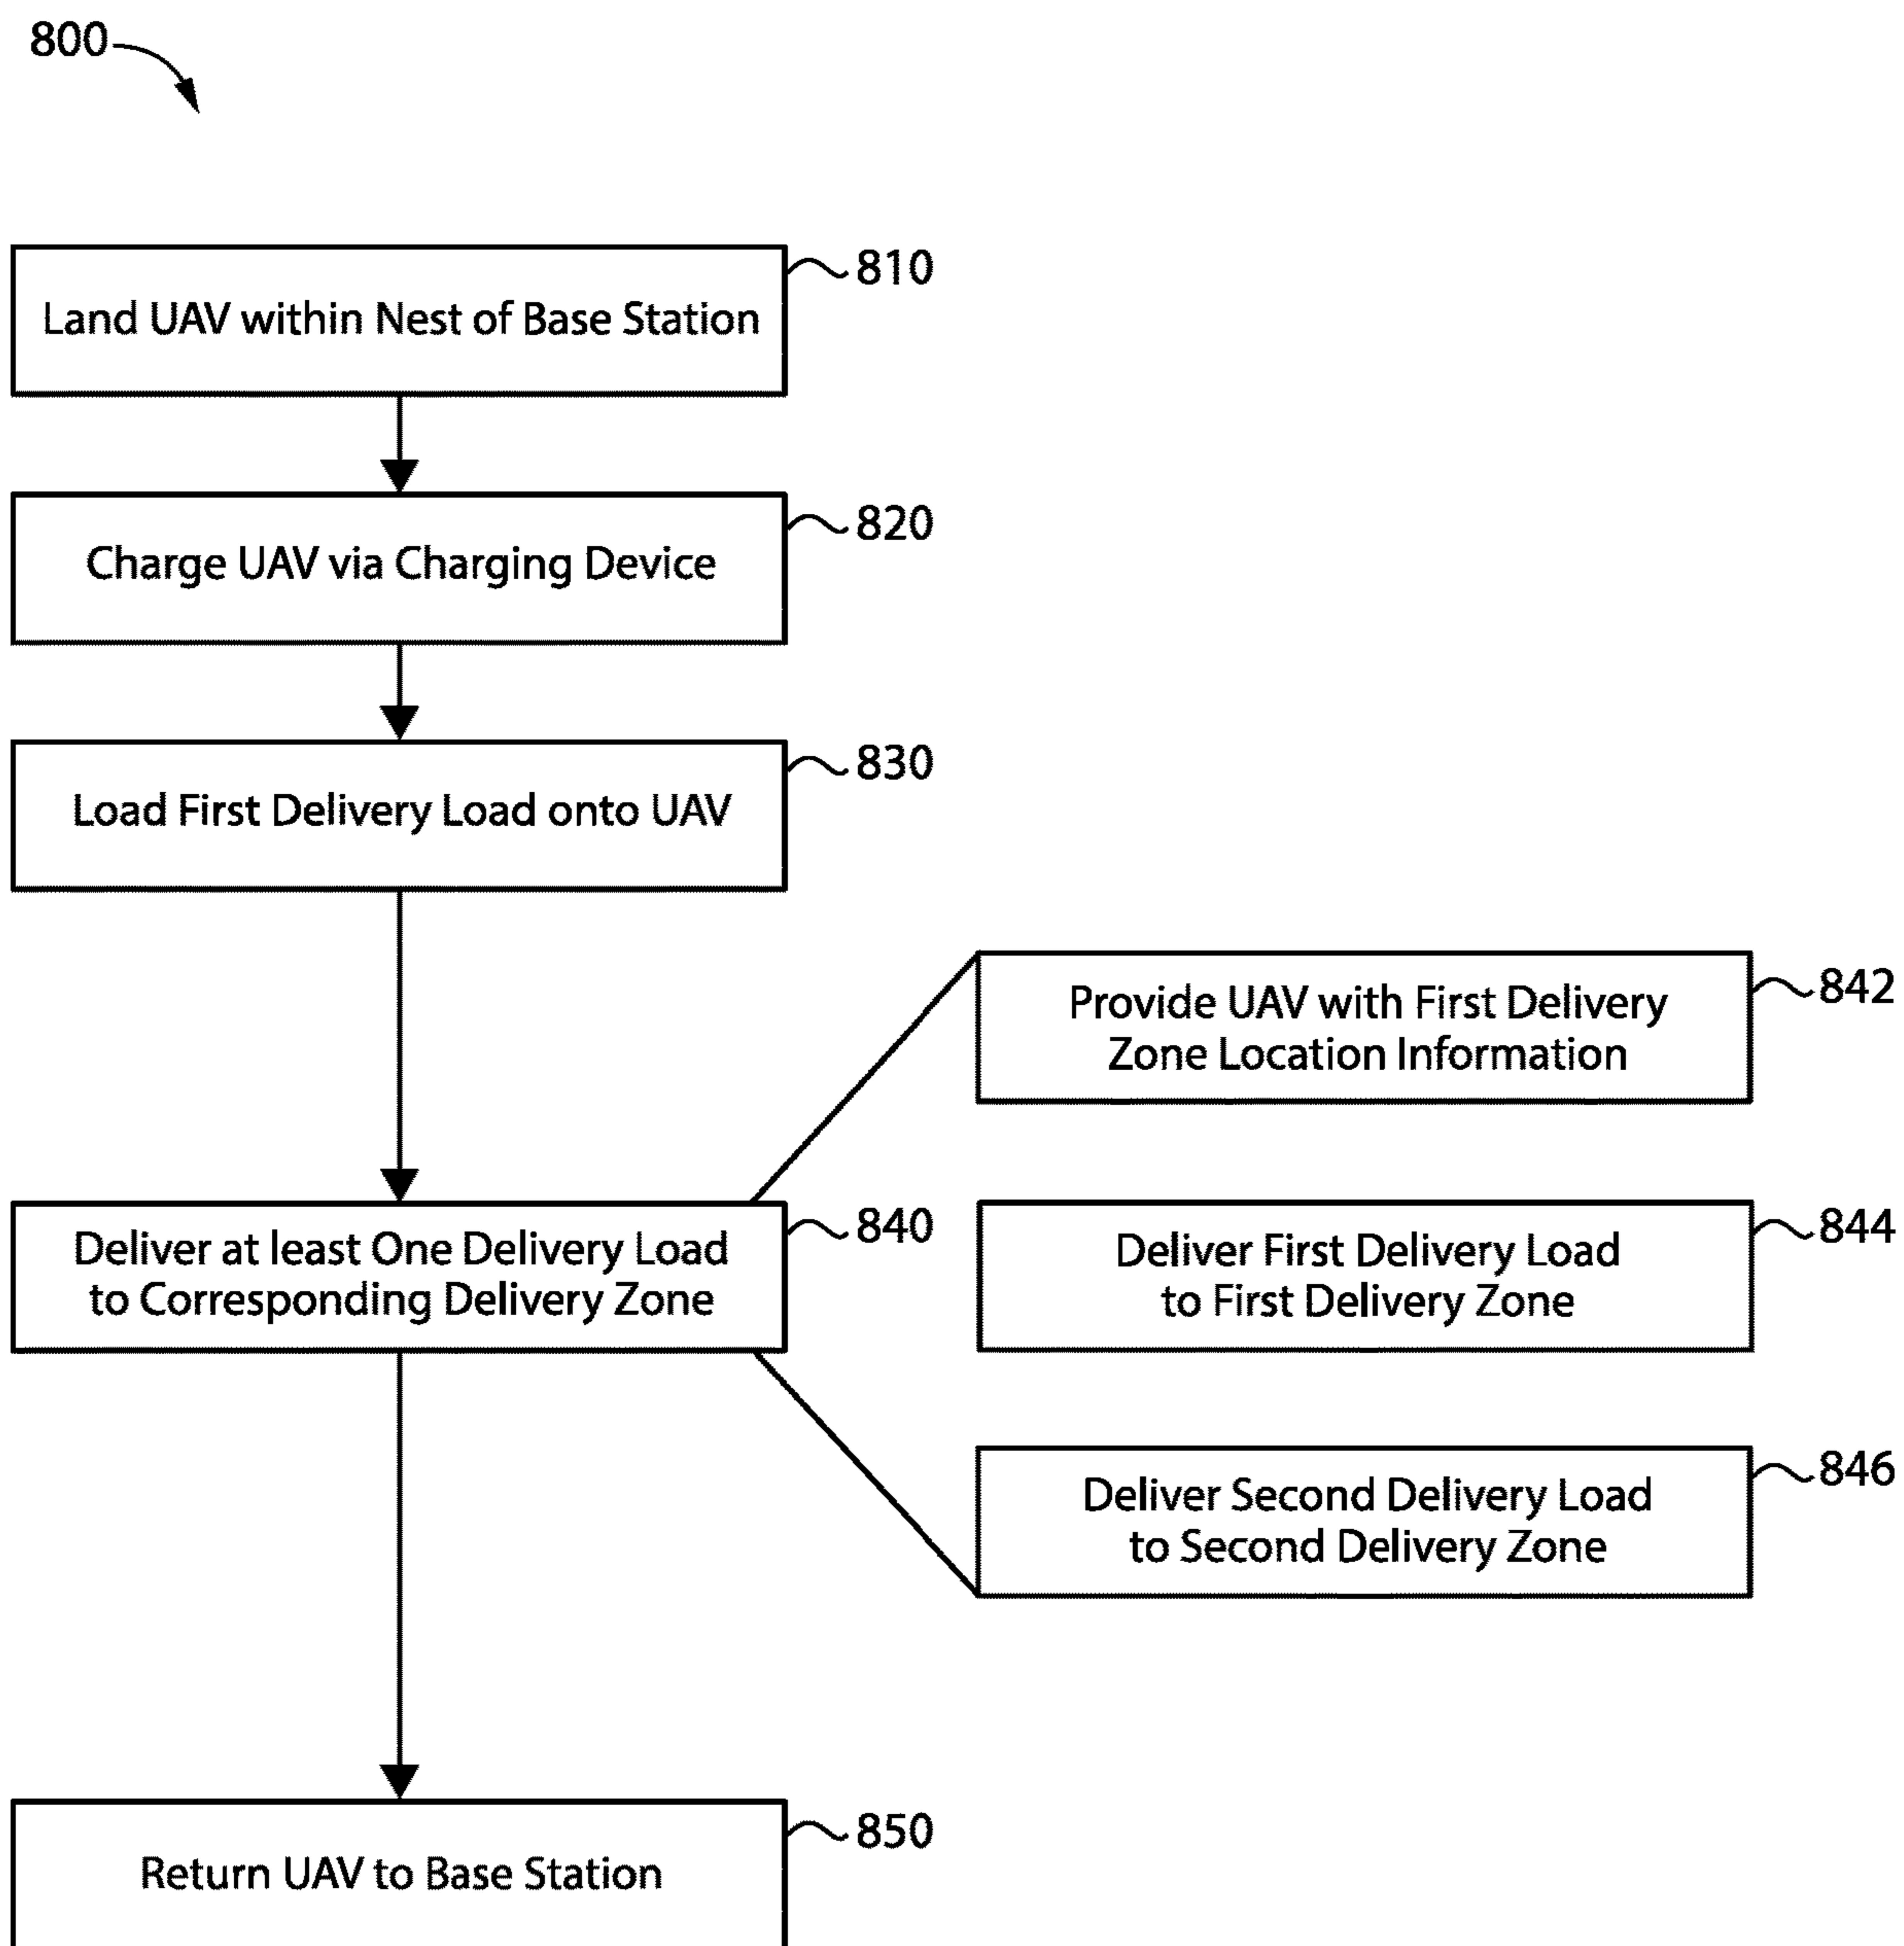 800
810
Land UAV within Nest of Base Station
820
Charge UAV via Charging Device
830
Load First Delivery Load onto UAV
842
Provide UAV with First Delivery
Zone Location Information
840
Deliver at least One Delivery Load
to Corresponding Delivery Zone
844
Deliver First Delivery Load
to First Delivery Zone
846
Deliver Second Delivery Load
to Second Delivery Zone
850
Return UAV to Base Station